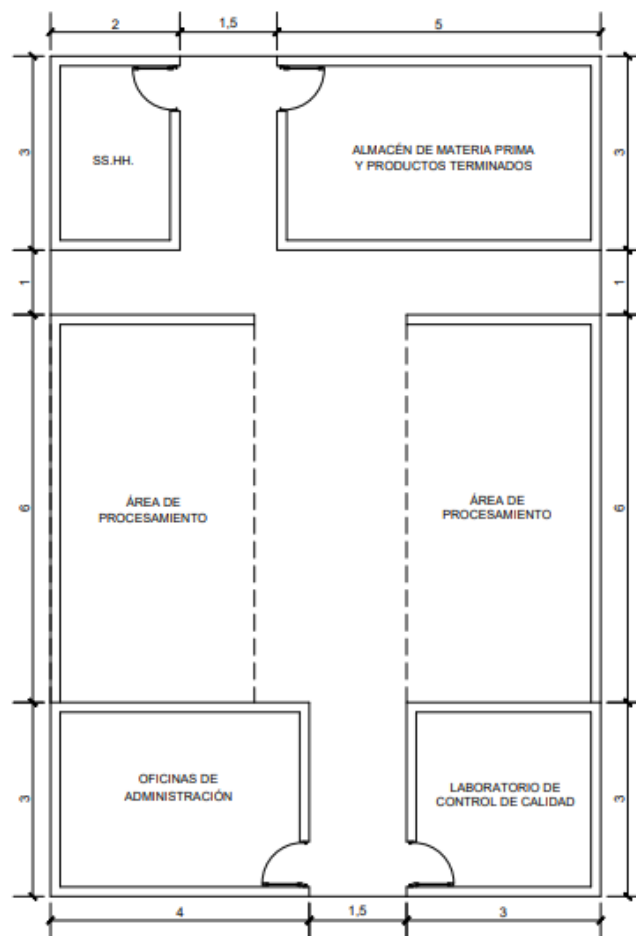 2
1,5
5
3
3
SS.HH.
ALMACÉN DE MATERIA PRIMA
Y PRODUCTOS TERMINADOS
1
1
6
6
ÁREA DE
PROCESAMIENTO
ÁREA DE
PROCESAMIENTO
3
3
OFICINAS DE
ADMINISTRACIÓN
LABORATORIO DE
CONTROL DE CALIDAD
4
1,5
3